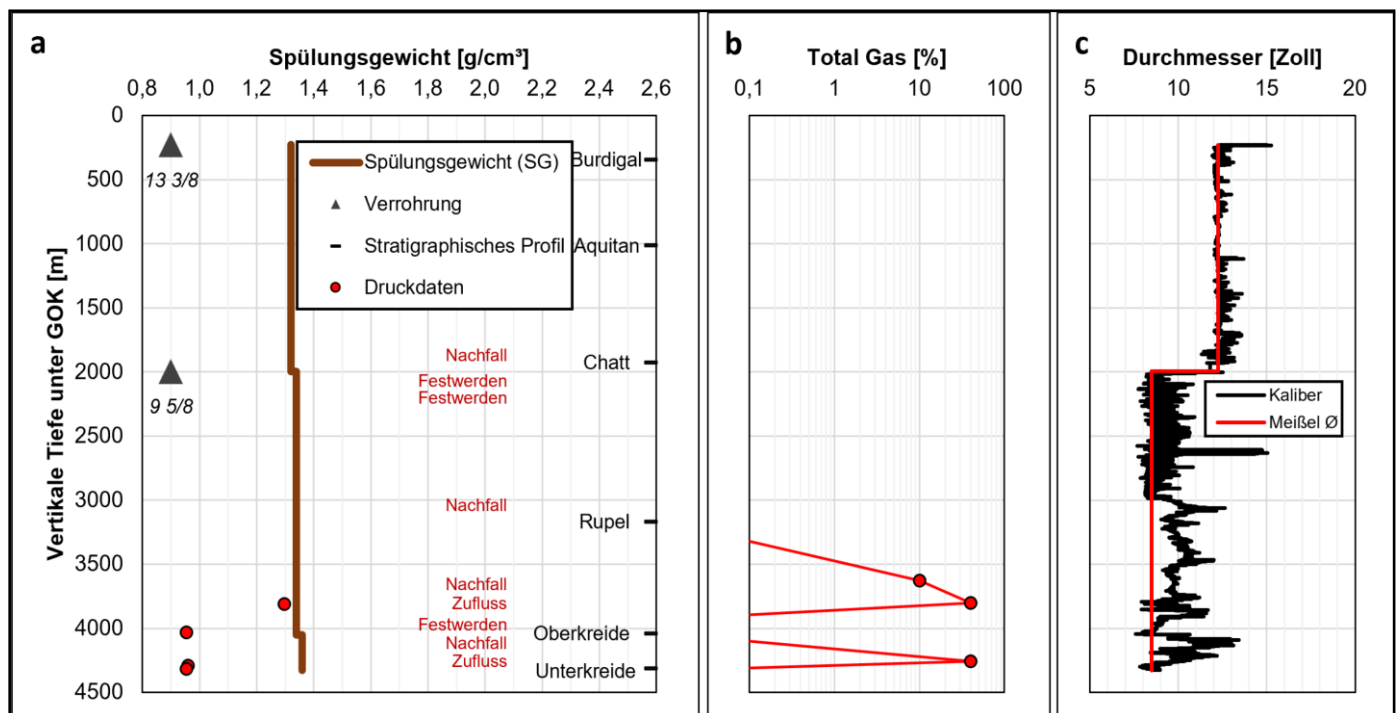 a
Spülungsgewicht [g/cm³]
0,8 1,0 1,2 1,4 1,6 1,8 2,0 2,2 2,4 2,6
Vertikale Tiefe unter GOK [m]
0
500
1000
1500
2000
2500
3000
3500
4000
4500
13 3/8
9 5/8
Spülungsgewicht (SG)
Verrohrung
Stratigraphisches Profil
Druckdaten
Burdigal
Aquitan
Chatt
Rupel
Oberkreide
Unterkreide
Nachfall
Festwerden
Festwerden
Nachfall
Nachfall
Zufluss
Festwerden
Nachfall
Zufluss
b
Total Gas [%]
0,1 1 10 100
c
Durchmesser [Zoll]
5 10 15 20
Kaliber
Meißel Ø